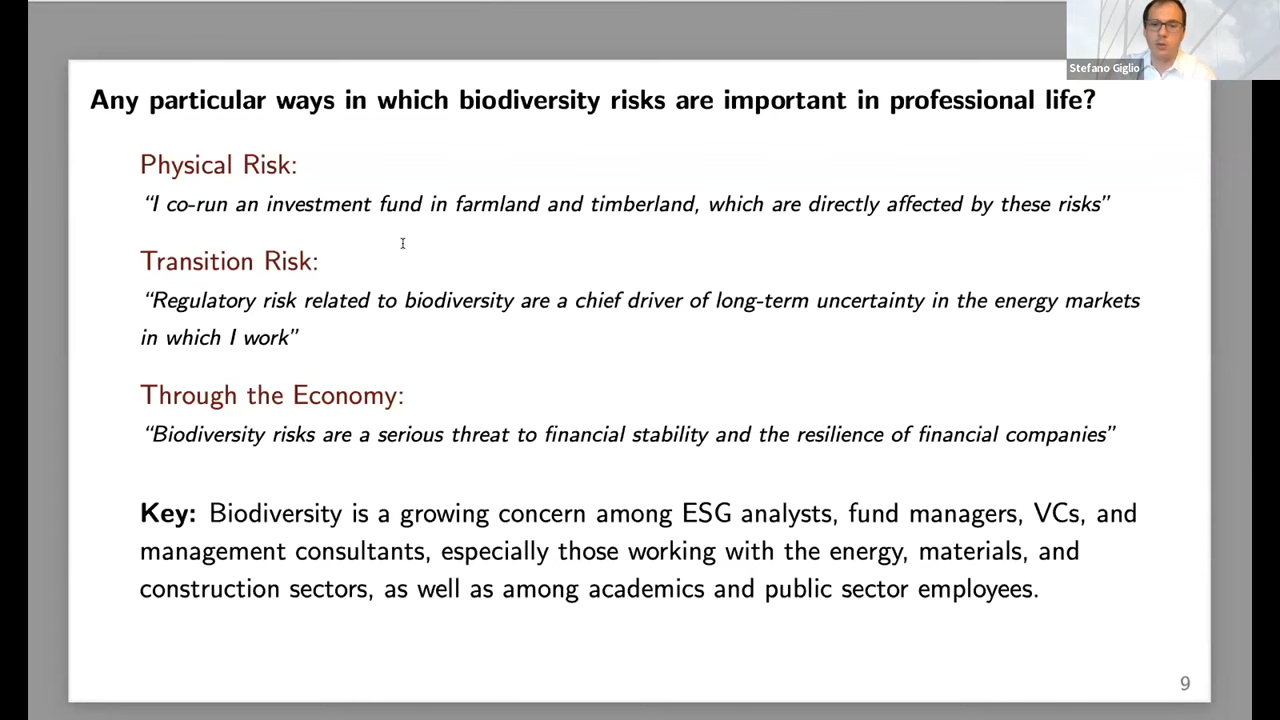 Stefano Giglio
Any particular ways in which biodiversity risks are important in professional life?
Physical Risk:
“I co-run an investment fund in farmland and timberland, which are directly affected by these risks”
Transition Risk:
“Regulatory risk related to biodiversity are a chief driver of long-term uncertainty in the energy markets
in which I work”
Through the Economy:
“Biodiversity risks are a serious threat to financial stability and the resilience of financial companies”
Key: Biodiversity is a growing concern among ESG analysts, fund managers, VCs, and
management consultants, especially those working with the energy, materials, and
construction sectors, as well as among academics and public sector employees.
9